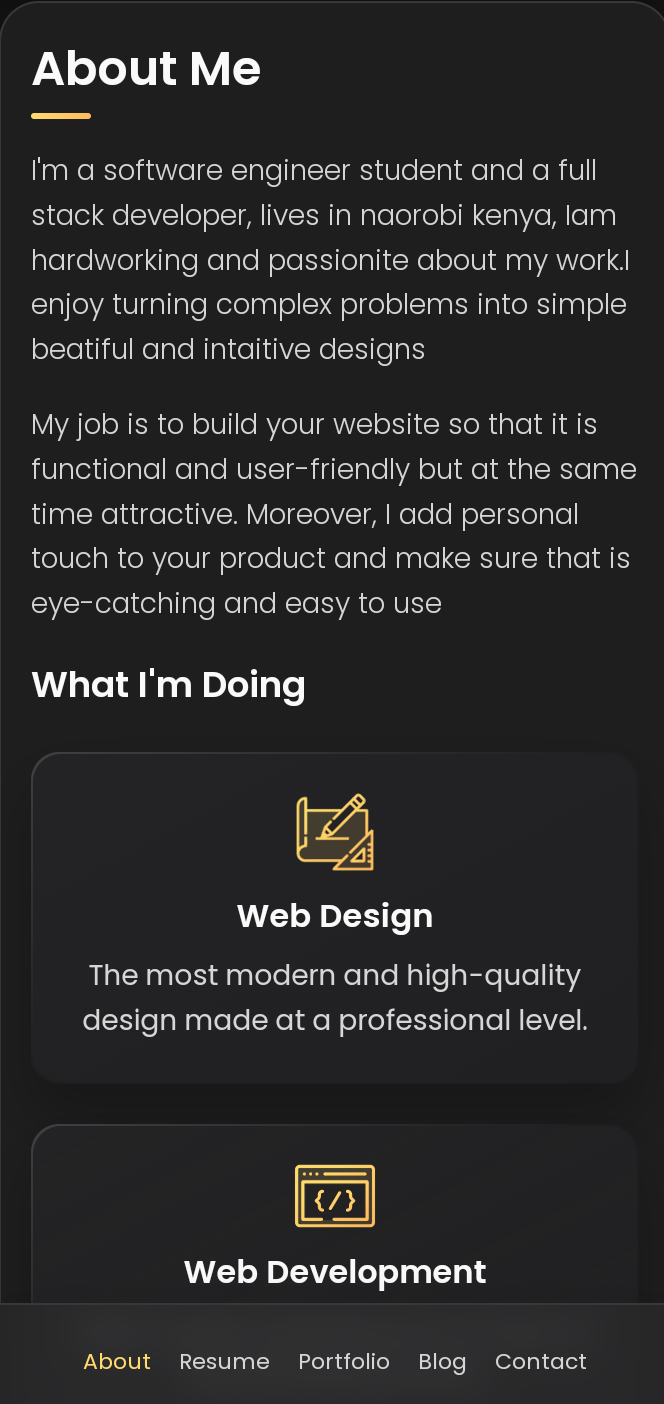 About Me
I'm a software engineer student and a full
stack developer, lives in naorobi kenya, Iam
hardworking and passionite about my work.I
enjoy turning complex problems into simple
beatiful and intaitive designs
My job is to build your website so that it is
functional and user-friendly but at the same
time attractive. Moreover, I add personal
touch to your product and make sure that is
eye-catching and easy to use
What I'm Doing
Web Design
The most modern and high-quality
design made at a professional level.
Web Development
About Resume Portfolio Blog Contact